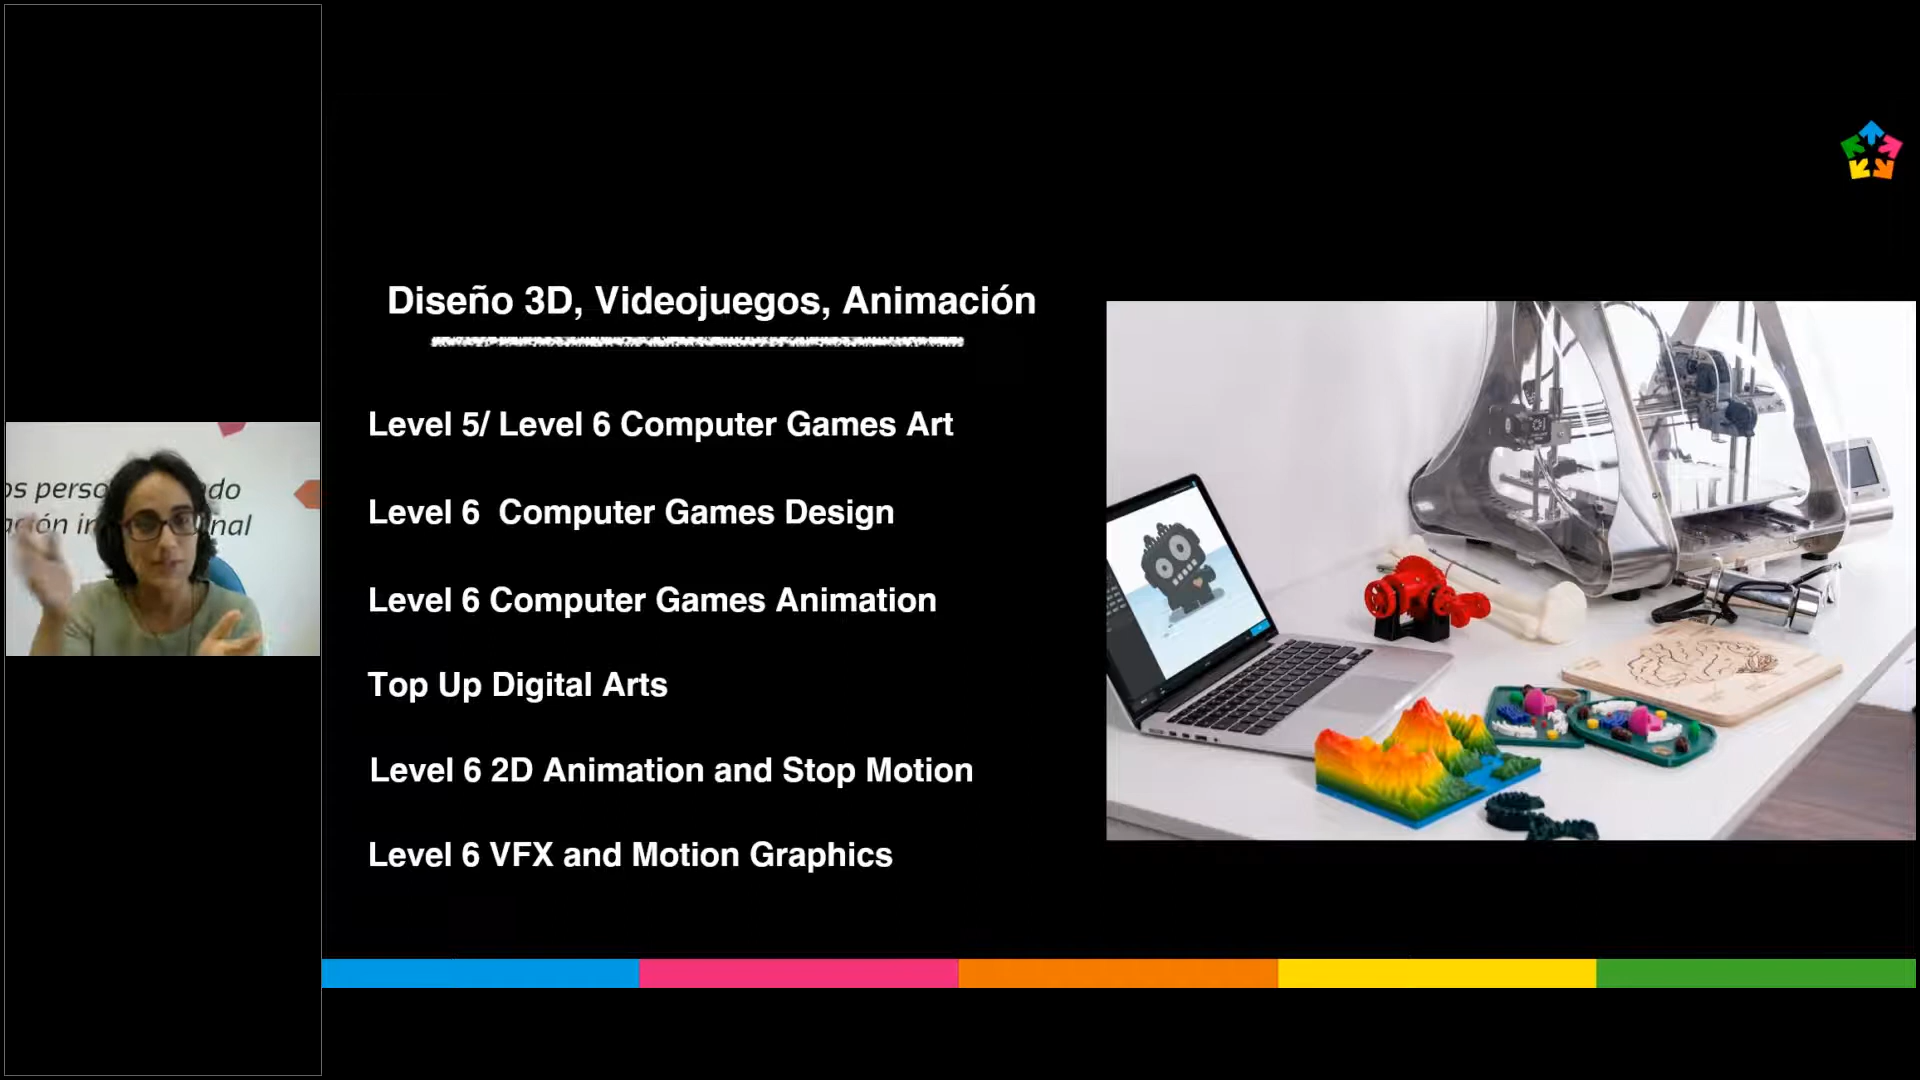 Diseño 3D, Videojuegos, Animación
Level 5/ Level 6 Computer Games Art
Level 6  Computer Games Design
Level 6 Computer Games Animation
Top Up Digital Arts
Level 6 2D Animation and Stop Motion
Level 6 VFX and Motion Graphics